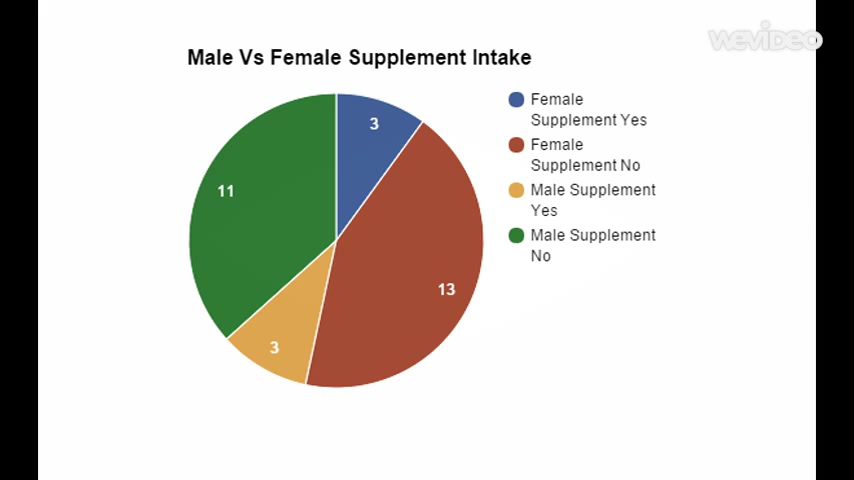 WeVideo
Male Vs Female Supplement Intake
3
11
13
3
Female
Supplement Yes
Female
Supplement No
Male Supplement
Yes
Male Supplement
No